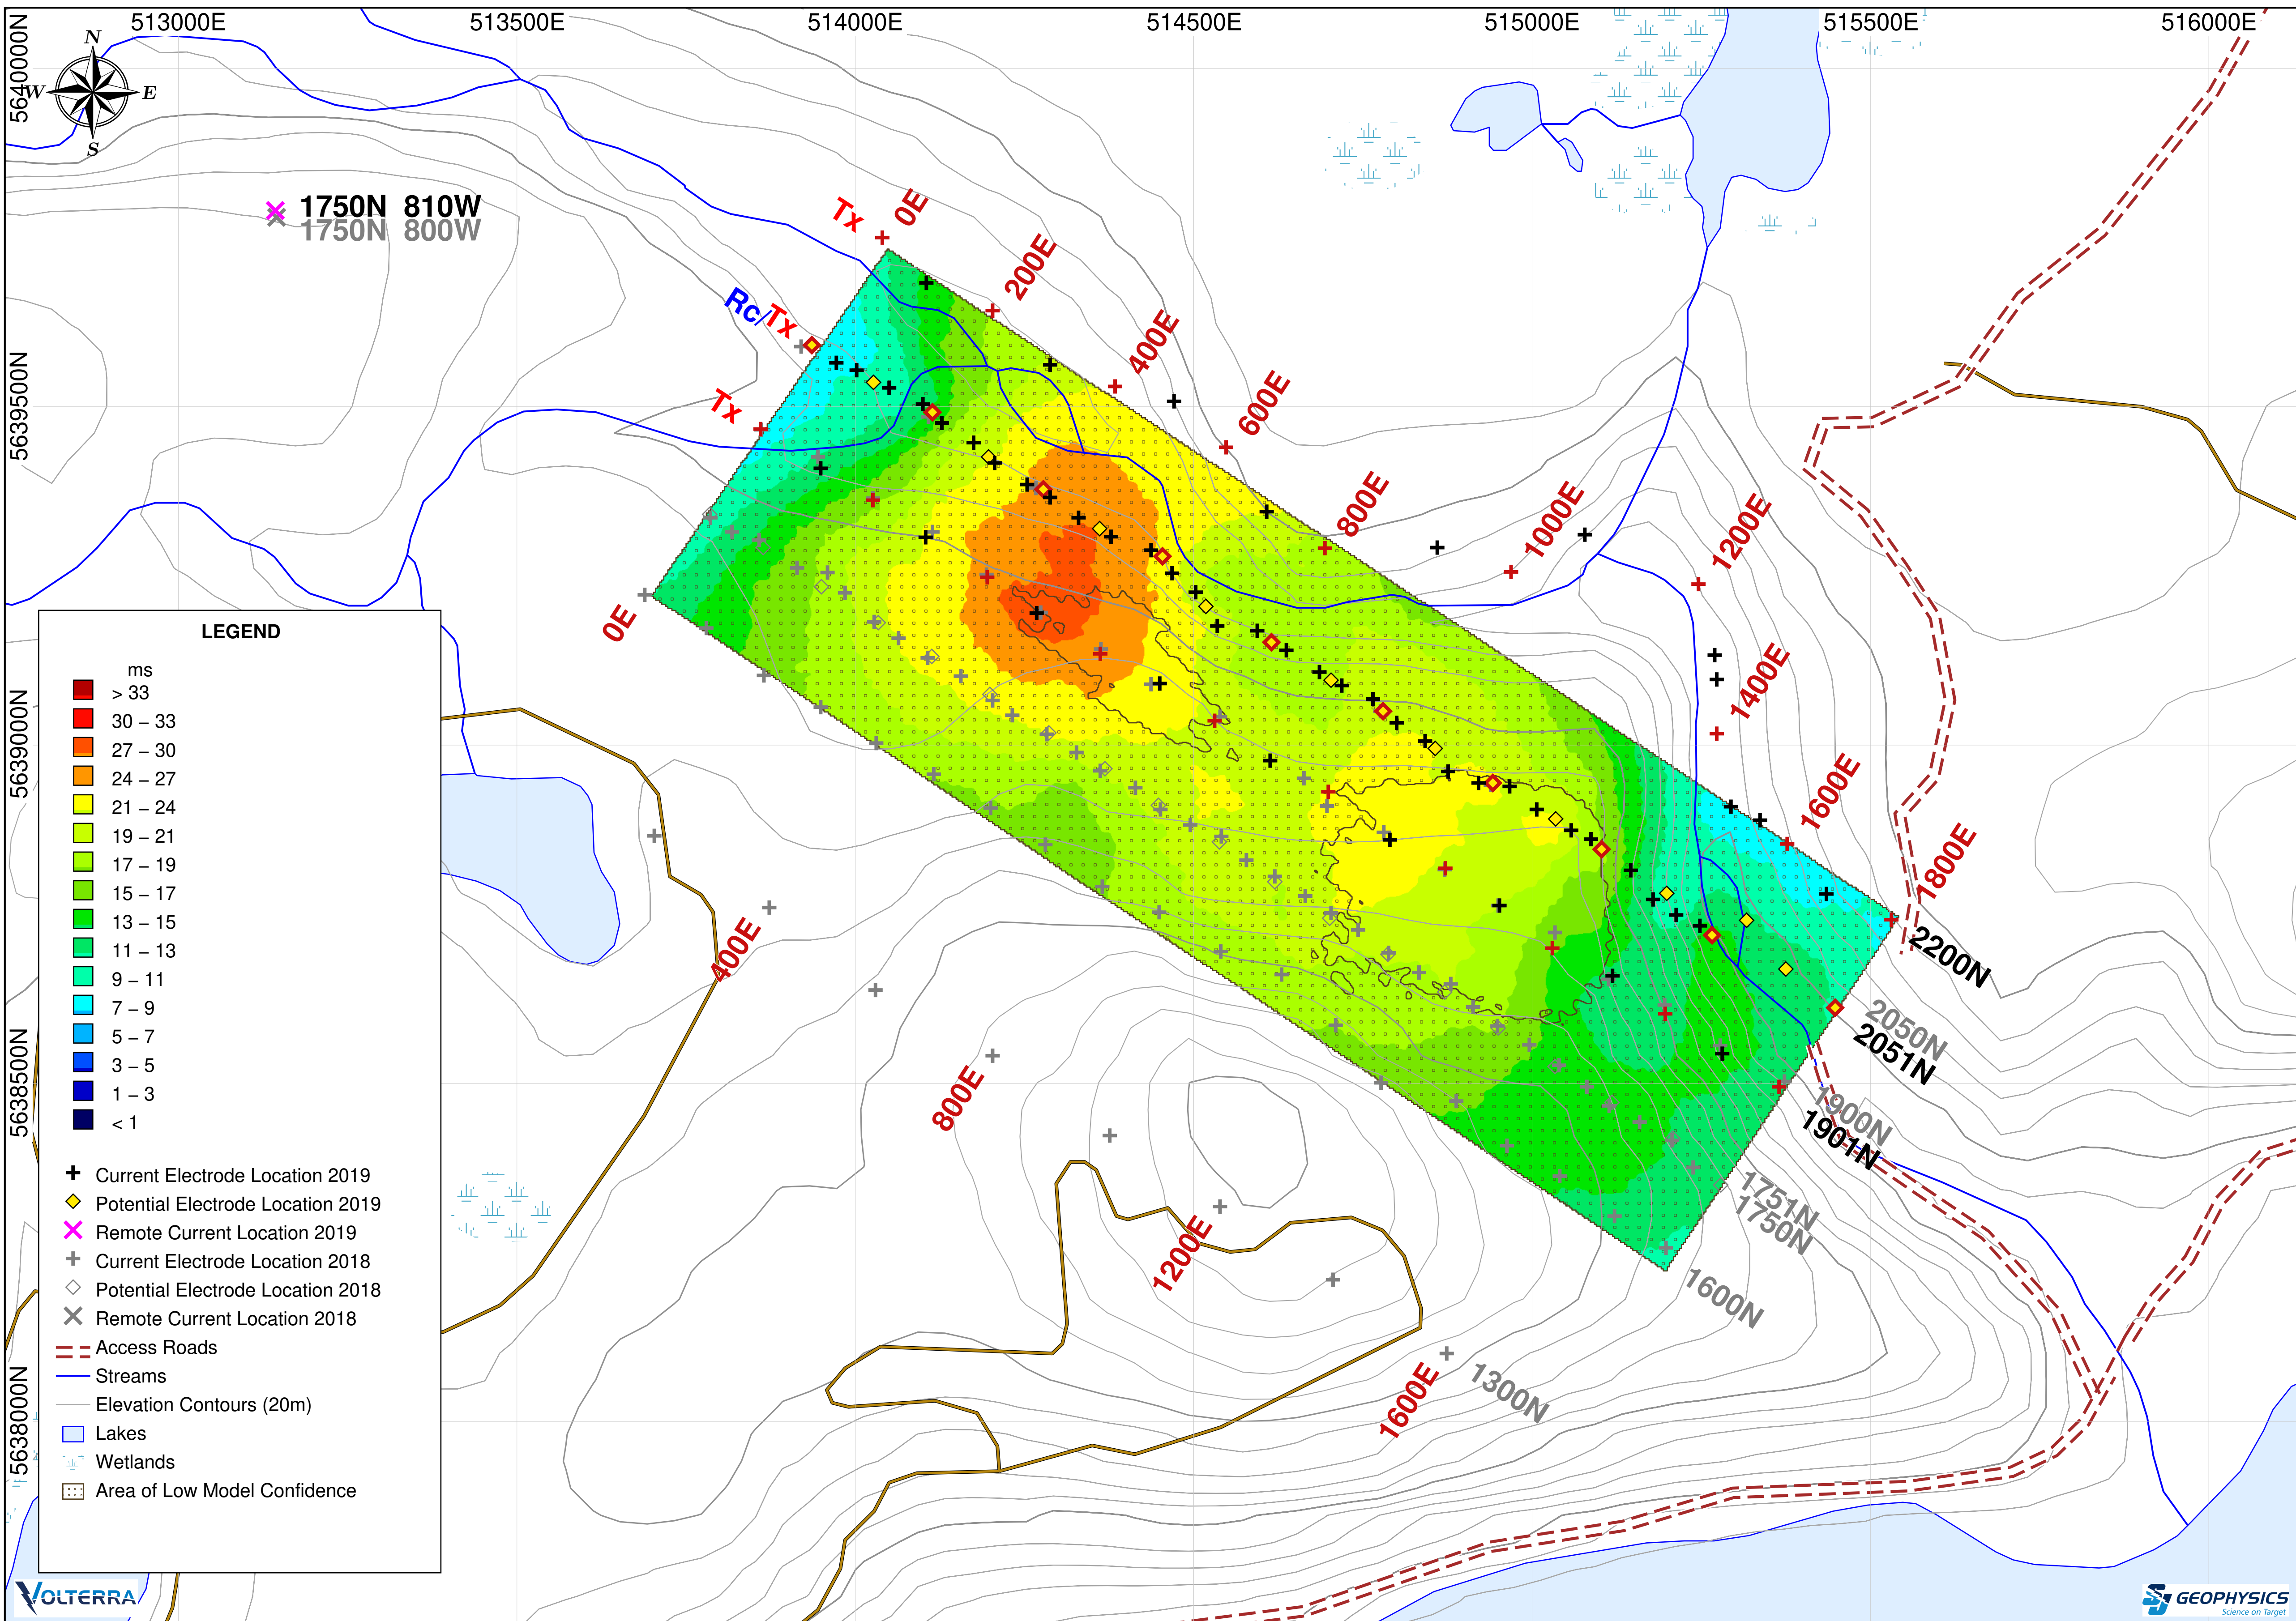 513000E 513500E 514000E 514500E 515000E 515500E 516000E
5640000N
5639500N
5639000N
5638500N
5638000N
N
W E
S
1750N 810W
1750N 800W
Tx 0E
200E
Rc/Tx
400E
Tx
600E
800E
1000E
1200E
1400E
1600E
1800E
0E
400E
800E
1200E
1600E
2200N
2050N
2051N
1900N
1901N
1751N
1750N
1600N
1300N
LEGEND
ms
> 33
30 – 33
27 – 30
24 – 27
21 – 24
19 – 21
17 – 19
15 – 17
13 – 15
11 – 13
9 – 11
7 – 9
5 – 7
3 – 5
1 – 3
< 1
Current Electrode Location 2019
Potential Electrode Location 2019
Remote Current Location 2019
Current Electrode Location 2018
Potential Electrode Location 2018
Remote Current Location 2018
Access Roads
Streams
Elevation Contours (20m)
Lakes
Wetlands
Area of Low Model Confidence
VOLTERRA
SJ GEOPHYSICS
Science on Target